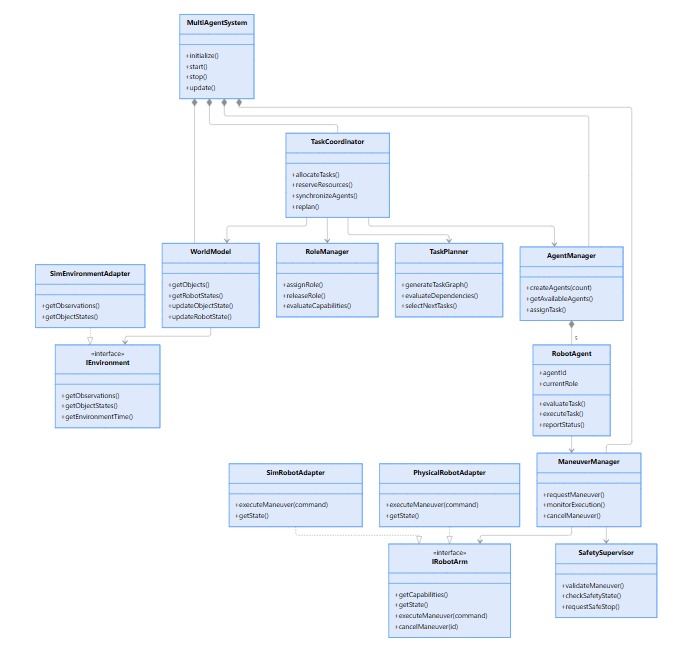 MultiAgentSystem
+initialize()
+start()
+stop()
+update()
TaskCoordinator
+allocateTasks()
+reserveResources()
+synchronizeAgents()
+replan()
WorldModel
+getObjects()
+getRobotStates()
+updateObjectState()
+updateRobotState()
RoleManager
+assignRole()
+releaseRole()
+evaluateCapabilities()
TaskPlanner
+generateTaskGraph()
+evaluateDependencies()
+selectNextTasks()
AgentManager
+createAgents(count)
+getAvailableAgents()
+assignTask()
SimEnvironmentAdapter
+getObservations()
+getObjectStates()
«interface»
IEnvironment
+getObservations()
+getObjectStates()
+getEnvironmentTime()
5
RobotAgent
+agentId
+currentRole
+evaluateTask()
+executeTask()
+reportStatus()
SimRobotAdapter
+executeManeuver(command)
+getState()
PhysicalRobotAdapter
+executeManeuver(command)
+getState()
ManeuverManager
+requestManeuver()
+monitorExecution()
+cancelManeuver()
«interface»
IRobotArm
+getCapabilities()
+getState()
+executeManeuver(command)
+cancelManeuver(id)
SafetySupervisor
+validateManeuver()
+checkSafetyState()
+requestSafeStop()